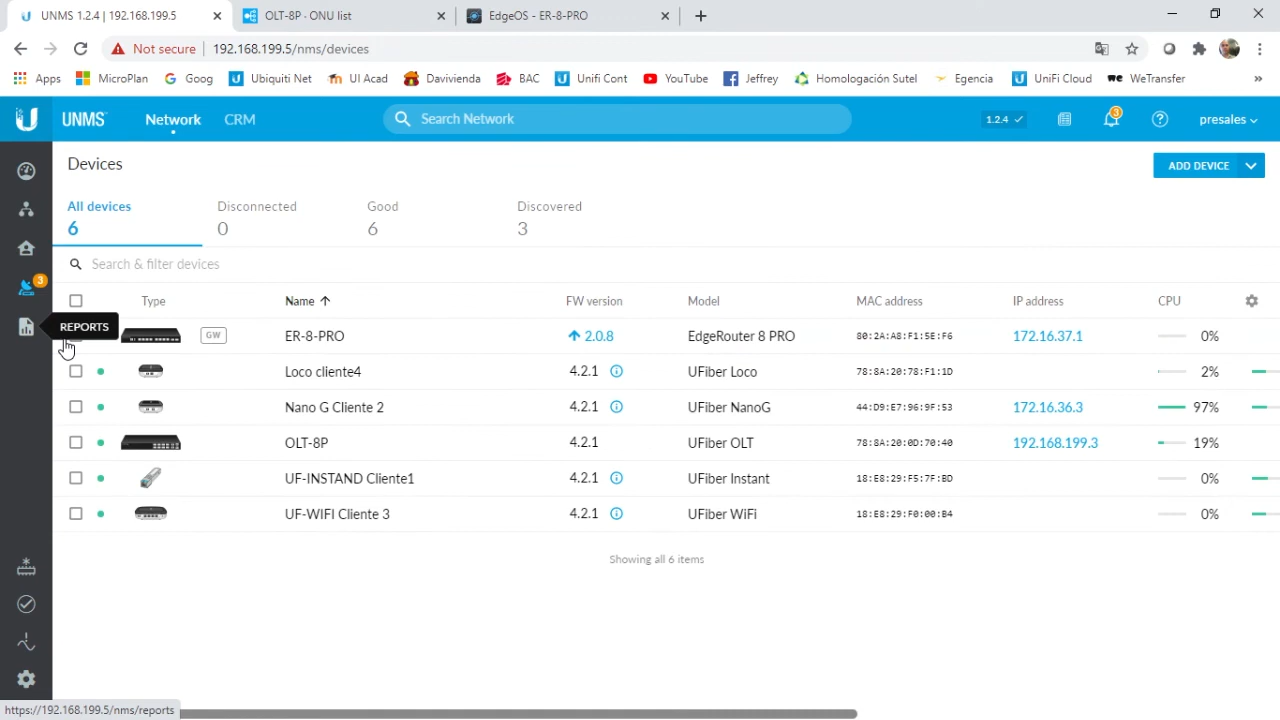 UNMS 1.2.4 | 192.168.199.5
OLT-8P - ONU list
EdgeOS - ER-8-PRO
Not secure
192.168.199.5/nms/devices
Apps
MicroPlan
Goog
Ubiquiti Net
UI Acad
Davivienda
BAC
Unifi Cont
YouTube
Jeffrey
Homologación Sutel
Egencia
UniFi Cloud
WeTransfer
»
UNMS
Network
CRM
Search Network
1.2.4
3
presales
Devices
ADD DEVICE
All devices
Disconnected
Good
Discovered
6
0
6
3
Search & filter devices
3
Type
Name
FW version
Model
MAC address
IP address
CPU
REPORTS
GW
ER-8-PRO
2.0.8
EdgeRouter 8 PRO
80:2A:A8:F1:5E:F6
172.16.37.1
0%
Loco cliente4
4.2.1
UFiber Loco
78:8A:20:78:F1:1D
2%
Nano G Cliente 2
4.2.1
UFiber NanoG
44:D9:E7:96:9F:53
172.16.36.3
97%
OLT-8P
4.2.1
UFiber OLT
78:8A:20:0D:70:40
192.168.199.3
19%
UF-INSTAND Cliente1
4.2.1
UFiber Instant
18:E8:29:F5:7F:BD
0%
UF-WIFI Cliente 3
4.2.1
UFiber WiFi
18:E8:29:F0:00:B4
0%
Showing all 6 items
https://192.168.199.5/nms/reports